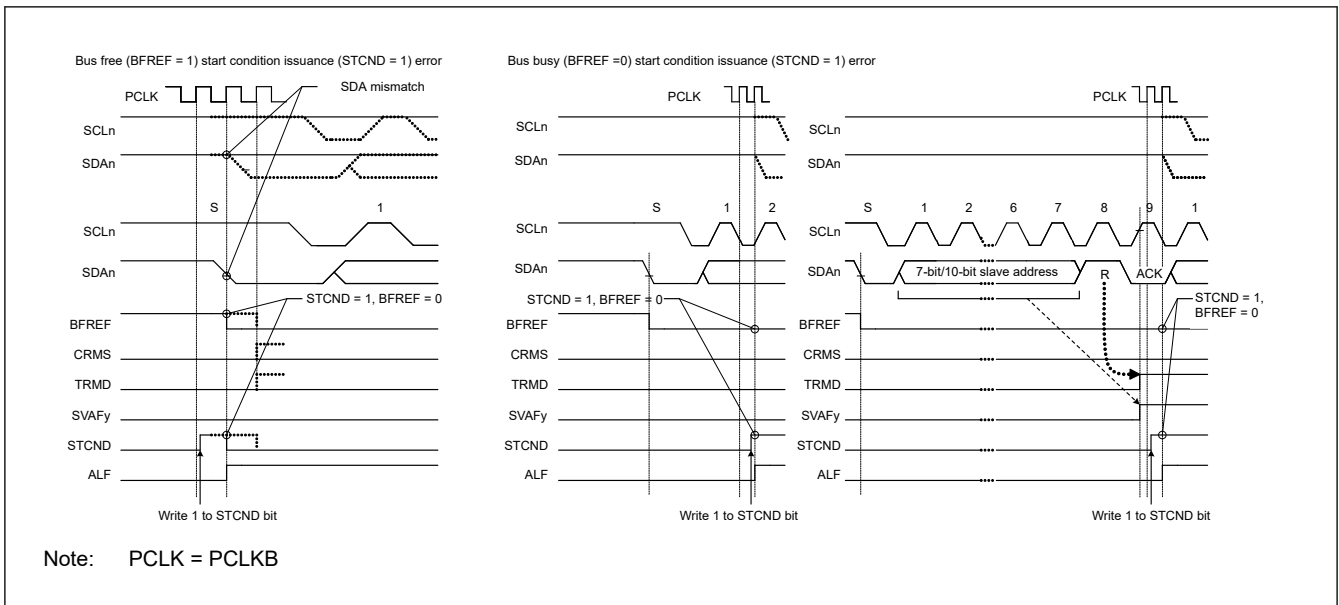 Bus free (BFREF = 1) start condition issuance (STCND = 1) error
PCLK
SDA mismatch
SCLn
SDAn
S 1
SCLn
SDAn
STCND = 1, BFREF = 0
BFREF
CRMS
TRMD
SVAFy
STCND
ALF
Write 1 to STCND bit
Bus busy (BFREF =0) start condition issuance (STCND = 1) error
PCLK
SCLn
SDAn
S 1 2
SCLn
SDAn
STCND = 1, BFREF = 0
BFREF
CRMS
TRMD
SVAFy
STCND
ALF
Write 1 to STCND bit
PCLK
SCLn
SDAn
S 1 2 6 7 8 9 1
SCLn
SDAn 7-bit/10-bit slave address R ACK
STCND = 1,
BFREF = 0
BFREF
CRMS
TRMD
SVAFy
STCND
ALF
Write 1 to STCND bit
Note: PCLK = PCLKB